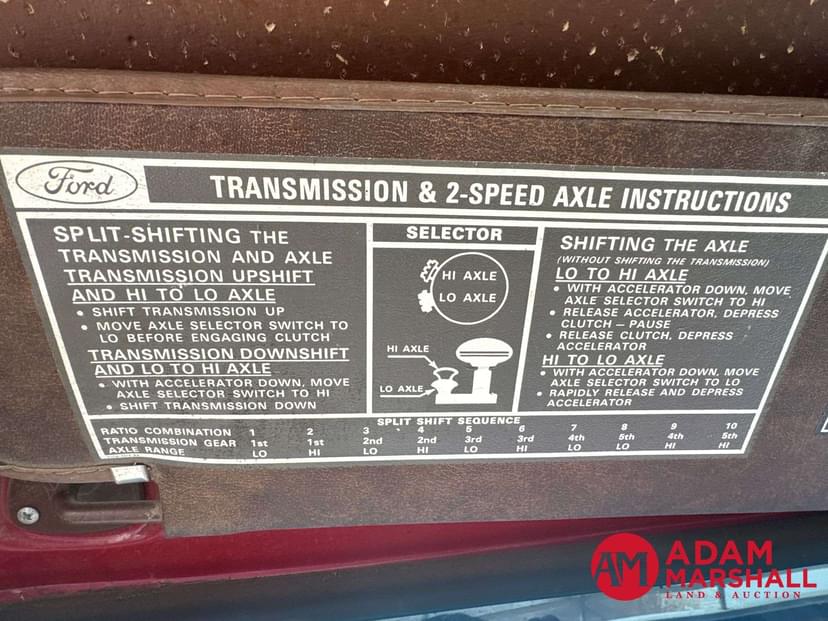 Ford
TRANSMISSION & 2-SPEED AXLE INSTRUCTIONS
SPLIT-SHIFTING THE
TRANSMISSION AND AXLE
TRANSMISSION UPSHIFT
AND HI TO LO AXLE
• SHIFT TRANSMISSION UP
• MOVE AXLE SELECTOR SWITCH TO
LO BEFORE ENGAGING CLUTCH
TRANSMISSION DOWNSHIFT
AND LO TO HI AXLE
• WITH ACCELERATOR DOWN, MOVE
AXLE SELECTOR SWITCH TO HI
• SHIFT TRANSMISSION DOWN
SELECTOR
HI AXLE
LO AXLE
HI AXLE
LO AXLE
SHIFTING THE AXLE
(WITHOUT SHIFTING THE TRANSMISSION)
LO TO HI AXLE
• WITH ACCELERATOR DOWN, MOVE
AXLE SELECTOR SWITCH TO HI
• RELEASE ACCELERATOR, DEPRESS
CLUTCH – PAUSE
• RELEASE CLUTCH, DEPRESS
ACCELERATOR
HI TO LO AXLE
• WITH ACCELERATOR DOWN, MOVE
AXLE SELECTOR SWITCH TO LO
• RAPIDLY RELEASE AND DEPRESS
ACCELERATOR
SPLIT SHIFT SEQUENCE
RATIO COMBINATION 1 2 3 4 5 6 7 8 9 10
TRANSMISSION GEAR 1st 1st 2nd 2nd 3rd 3rd 4th 5th 4th 5th
AXLE RANGE LO HI LO HI LO HI LO LO HI HI
AM ADAM
MARSHALL
LAND & AUCTION